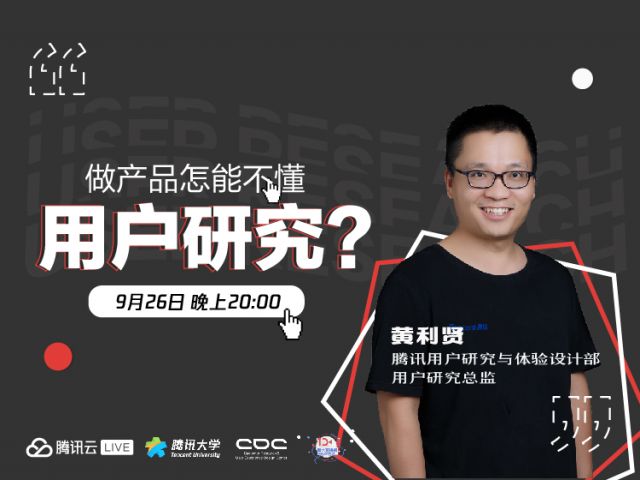 USER RESEARCH
做产品怎能不懂
用户研究?
9月26日 晚上20:00
黄利贤
腾讯用户研究与体验设计部
用户研究总监
腾讯云 LIVE
腾讯大学
Tencent University
CDC